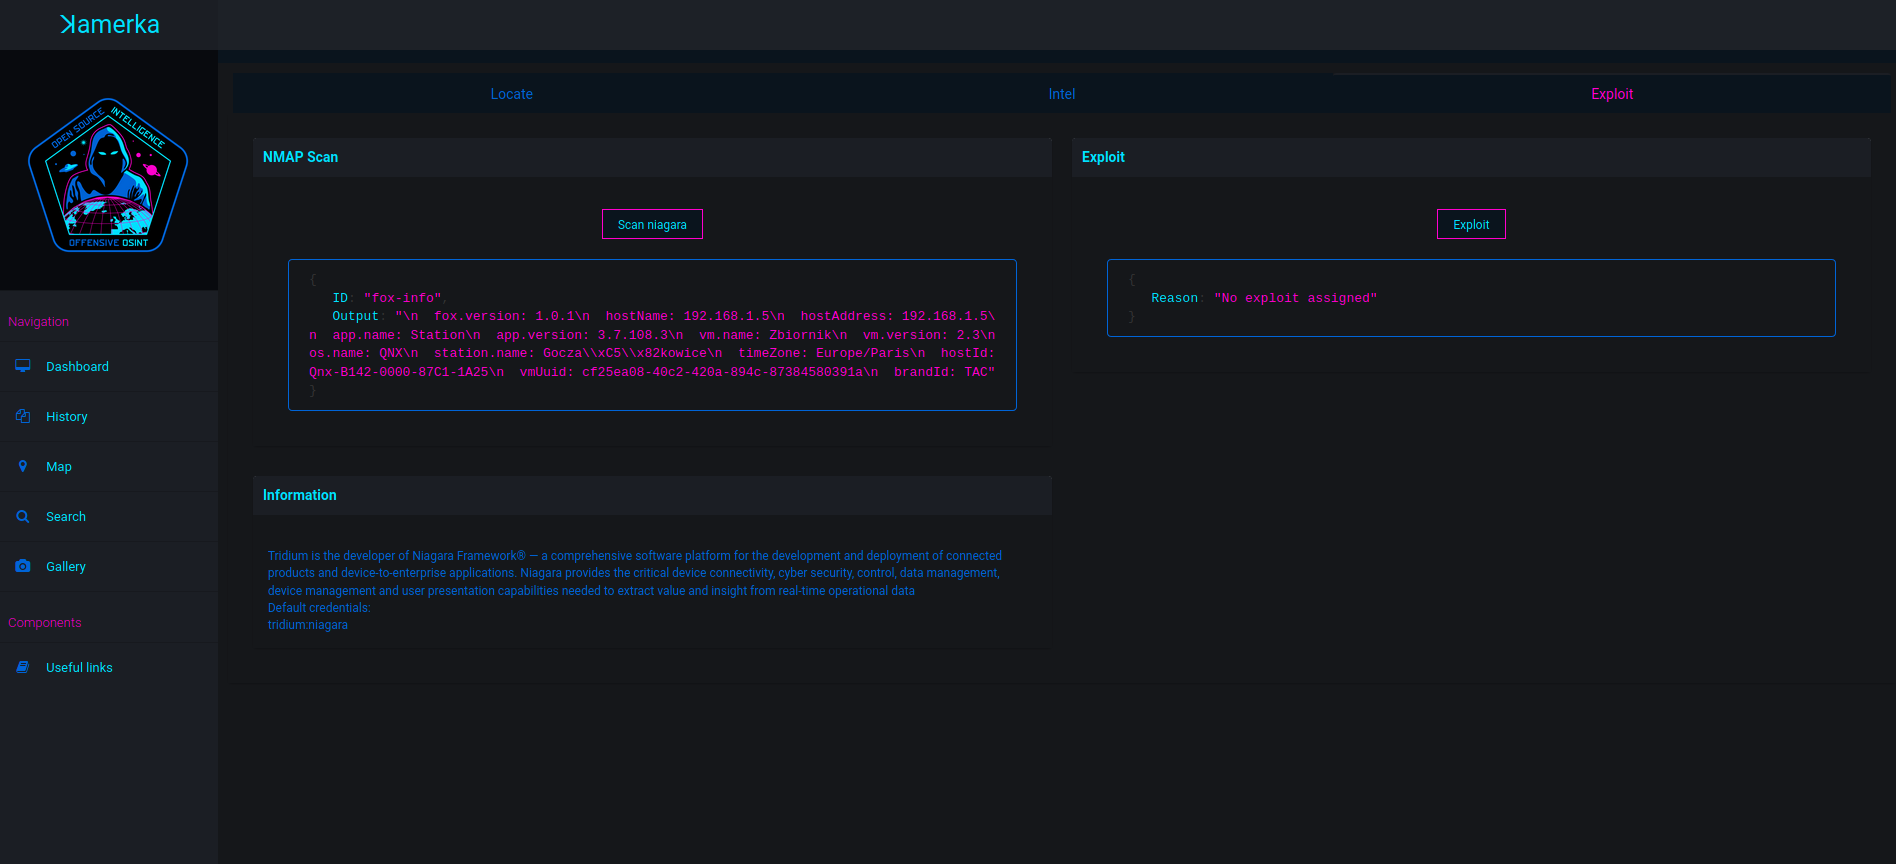 Kamerka
OPEN SOURCE INTELLIGENCE
OFFENSIVE OSINT
Navigation
Dashboard
History
Map
Search
Gallery
Components
Useful links
Locate
Intel
Exploit
NMAP Scan
Scan niagara
{
ID: "fox-info",
Output: "\n  fox.version: 1.0.1\n  hostName: 192.168.1.5\n  hostAddress: 192.168.1.5\
n  app.name: Station\n  app.version: 3.7.108.3\n  vm.name: Zbiornik\n  vm.version: 2.3\n
os.name: QNX\n  station.name: Gocza\\xC5\\x82kowice\n  timeZone: Europe/Paris\n  hostId:
Qnx-B142-0000-87C1-1A25\n  vmUuid: cf25ea08-40c2-420a-894c-87384580391a\n  brandId: TAC"
}
Exploit
Exploit
{
Reason: "No exploit assigned"
}
Information
Tridium is the developer of Niagara Framework® — a comprehensive software platform for the development and deployment of connected
products and device-to-enterprise applications. Niagara provides the critical device connectivity, cyber security, control, data management,
device management and user presentation capabilities needed to extract value and insight from real-time operational data
Default credentials:
tridium:niagara